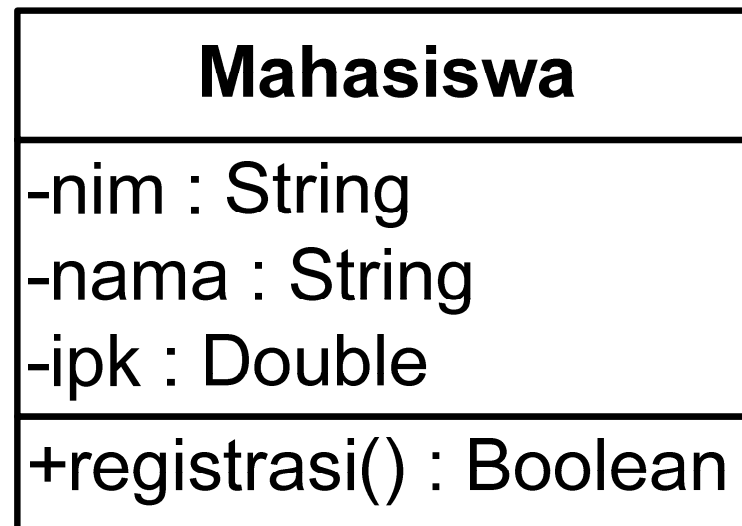 Mahasiswa
-nim : String
-nama : String
-ipk : Double
+registrasi() : Boolean